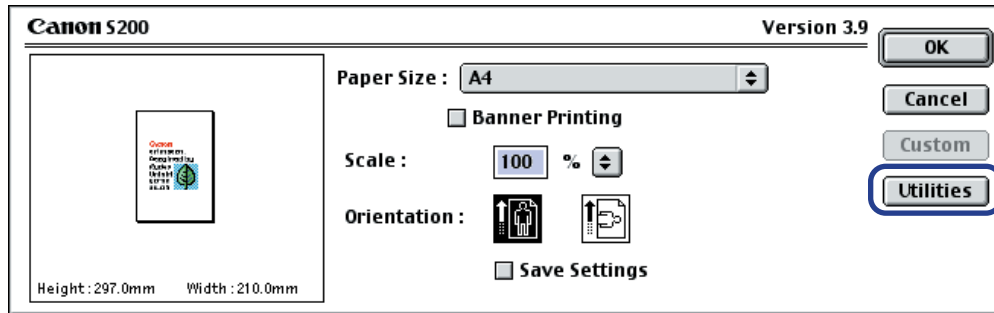 Canon S200
Version 3.9
OK
Paper Size : A4
Cancel
Banner Printing
Custom
Scale : 100 %
Utilities
Orientation :
Save Settings
Height:297.0mm Width:210.0mm